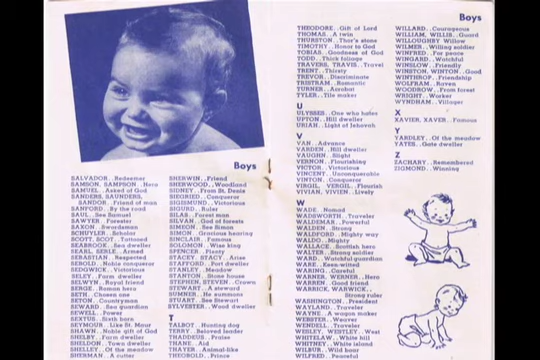 Boys
SALVADOR. .Redeemer
SAMSON, SAMPSON. .Hero
SAMUEL. .Asked of God
SANDERS, SAUNDERS,
SANDOR. .Friend of man
SANFORD. .By the road
SAUL. .See Samuel
SAWYER. .Forester
SAXON. .Swordsman
SCHUYLER. .Scholar
SCOTT, SCOT. .Tattooed
SEABROOK. .Sea dweller
SEARL, SERLE. .Armed
SEBASTIAN. .Respected
SEBOLD. .Noble conqueror
SEDGWICK. .Victorious
SELEY. .Farm dweller
SELWYN. .Royal friend
SERGE. .Roman hero
SETH. .Chosen one
SETON. .Countryman
SEWARD. .Sea guardian
SEWELL. .Power
SEXTUS. .Sixth born
SEYMOUR. .Like St. Maur
SHAWN. .Noble gift of God
SHELBY. .Farm dweller
SHELDON. .Town dweller
SHELLEY. .Of the meadow
SHERMAN. .A cutter
SHERWIN. .Friend
SHERWOOD. .Woodland
SIDNEY. .From St. Denis
SIEGFRIED. .Conqueror
SIGISMUND. .Victorious
SIGURD. .Ruler
SILAS. .Forest man
SILVAN. .God of forests
SIMEON. .See Simon
SIMON. .Gracious hearing
SINCLAIR. .Famous
SOLOMON. .Wise king
SPENCER. .Plenty
STACEY, STACY. .Arise
STAFFORD. .Fort dweller
STANLEY. .Meadow
STANTON. .Stone house
STEPHEN, STEVEN. .Crown
STEWART. .A steward
SUMNER. .He summons
STUART. .See Stewart
SYLVESTER. .Wood dweller
T
TALBOT. .Hunting dog
TERRY. .Beloved leader
THADDEUS. .Praise
THANE. .Aid
THAYER. .Animal-like
THEOBOLD. .Prince
Boys
THEODORE. .Gift of Lord
THOMAS. .A twin
THURSTON. .Thor's stone
TIMOTHY. .Honor to God
TOBIAS. .Goodness of God
TODD. .Thick foliage
TRAVERS, TRAVIS. .Travel
TRENT. .Thirsty
TREVOR. .Discriminate
TRISTRAM. .Romantic
TURNER. .Acrobat
TYLER. .Tile maker
U
ULYSSES. .One who hates
UPTON. .Hill dweller
URIAH. .Light of Jehovah
V
VAN. .Advance
VARDEN. .Hill dweller
VAUGHN. .Slight
VERNON. .Flourishing
VICTOR. .Victorious
VINCENT. .Unconquerable
VINTON. .Conqueror
VIRGIL, VERGIL. .Flourish
VIVIAN, VIVIEN. .Lively
W
WADE. .Nomad
WADSWORTH. .Traveler
WALDEMAR. .Powerful
WALDEN. .Strong
WALDFORD. .Mighty way
WALDO. .Mighty
WALLACE. .Scottish hero
WALTER. .Strong soldier
WARD. .Watchful guardian
WARE. .Keen-witted
WARING. .Careful
WARNER, WERNER. .Hero
WARREN. .Good friend
WARRICK, WARWICK. .
Strong ruler
WASHINGTON. .President
WAYLAND. .Traveler
WAYNE. .A wagon maker
WEBSTER. .Weaver
WENDELL. .Traveler
WESLEY, WESTLEY. .West
WHITELAW. .White hill
WHITNEY. .White island
WILBUR. .Wild boar
WILFRED. .Peaceful
WILLARD. .Courageous
WILLIAM, WILLIS. .Guard
WILLOUGHBY Willow
WILMER. .Willing soldier
WINFRED. .For peace
WINGARD. .Watchful
WINSLOW. .Friendly
WINSTON, WINTON. .Good
WINTHROP. .Friendship
WOLFRAM. .Raven
WOODROW. .From forest
WRIGHT. .Worker
WYNDHAM. .Villager
X
XAVIER, XAVER. .Famous
Y
YARDLEY. .Of the meadow
YATES. .Gate dweller
Z
ZACHARY. .Remembered
ZIGMOND. .Winning